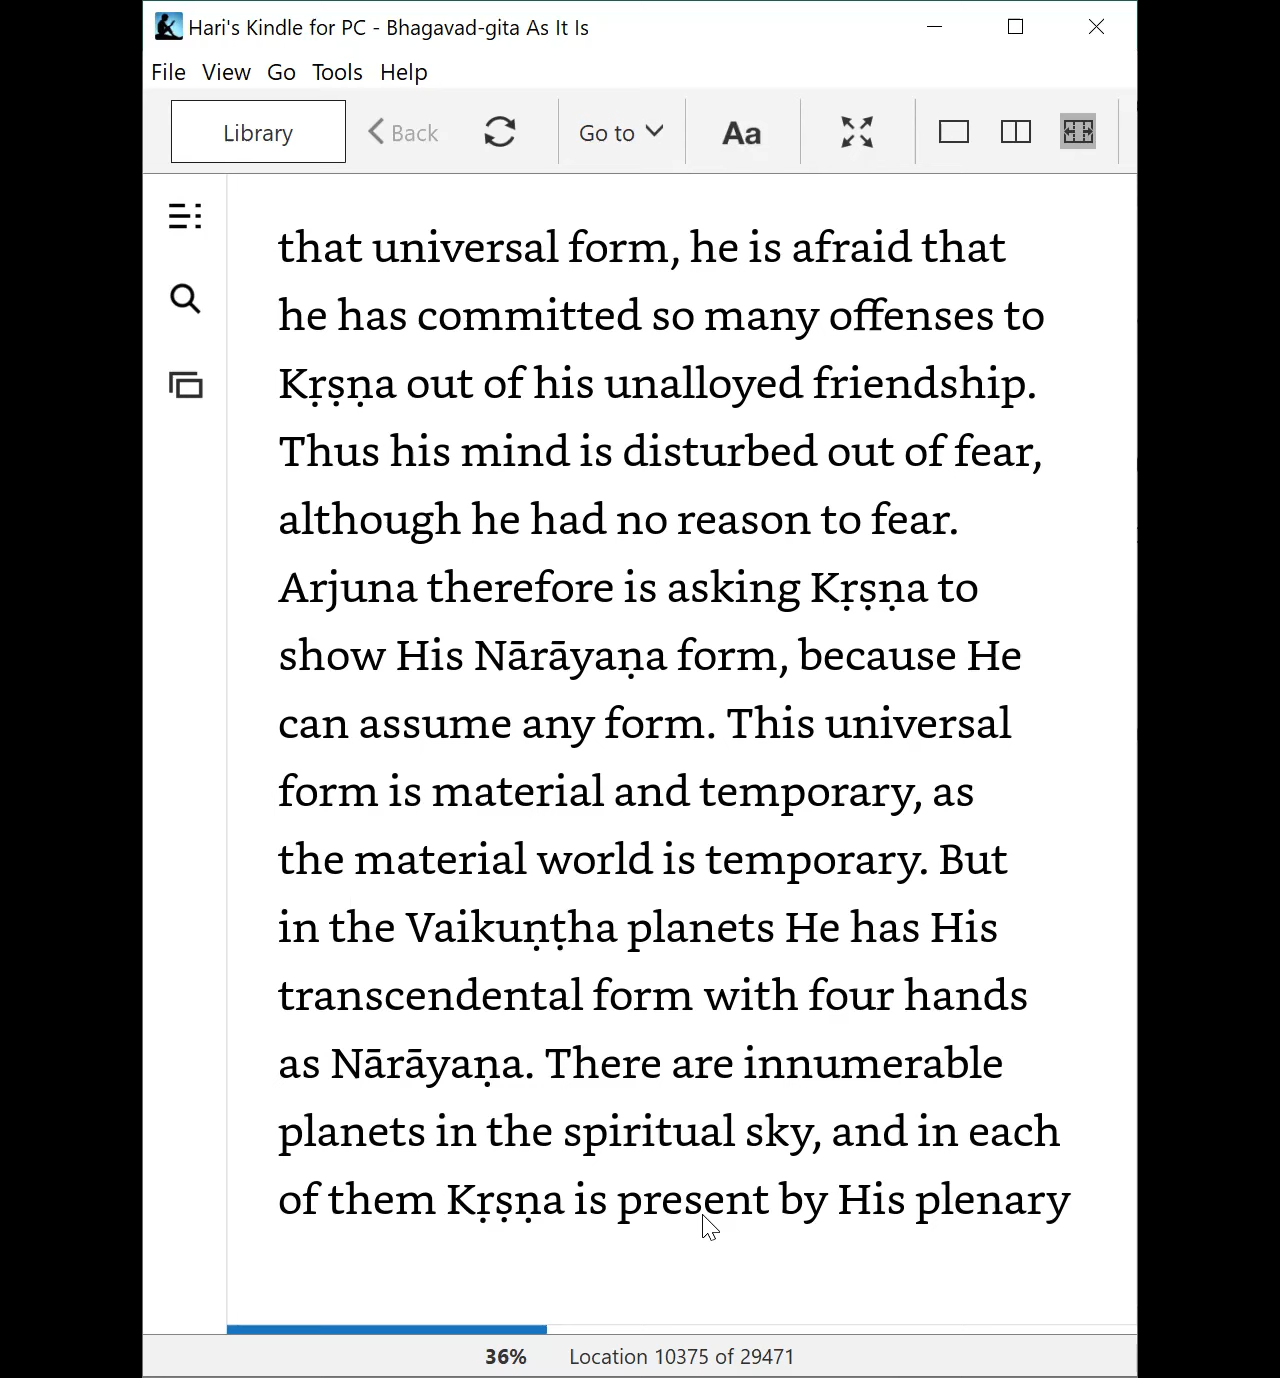 Hari's Kindle for PC - Bhagavad-gita As It Is
File View Go Tools Help
Library Back Go to Aa
that universal form, he is afraid that
he has committed so many offenses to
Kṛṣṇa out of his unalloyed friendship.
Thus his mind is disturbed out of fear,
although he had no reason to fear.
Arjuna therefore is asking Kṛṣṇa to
show His Nārāyaṇa form, because He
can assume any form. This universal
form is material and temporary, as
the material world is temporary. But
in the Vaikuṇṭha planets He has His
transcendental form with four hands
as Nārāyaṇa. There are innumerable
planets in the spiritual sky, and in each
of them Kṛṣṇa is present by His plenary
36% Location 10375 of 29471